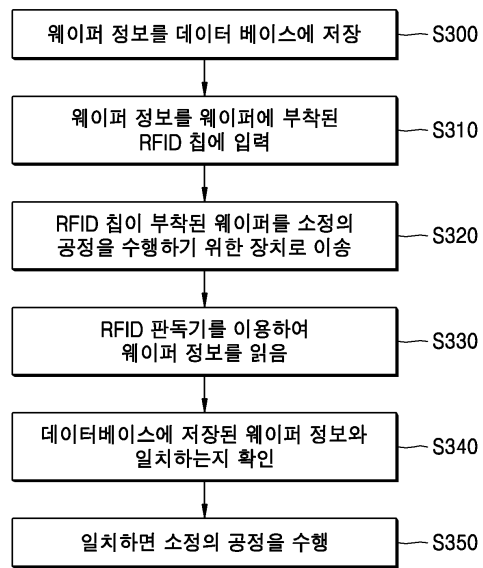 웨이퍼 정보를 데이터 베이스에 저장
S300
웨이퍼 정보를 웨이퍼에 부착된
RFID 칩에 입력
S310
RFID 칩이 부착된 웨이퍼를 소정의
공정을 수행하기 위한 장치로 이송
S320
RFID 판독기를 이용하여
웨이퍼 정보를 읽음
S330
데이터베이스에 저장된 웨이퍼 정보와
일치하는지 확인
S340
일치하면 소정의 공정을 수행
S350